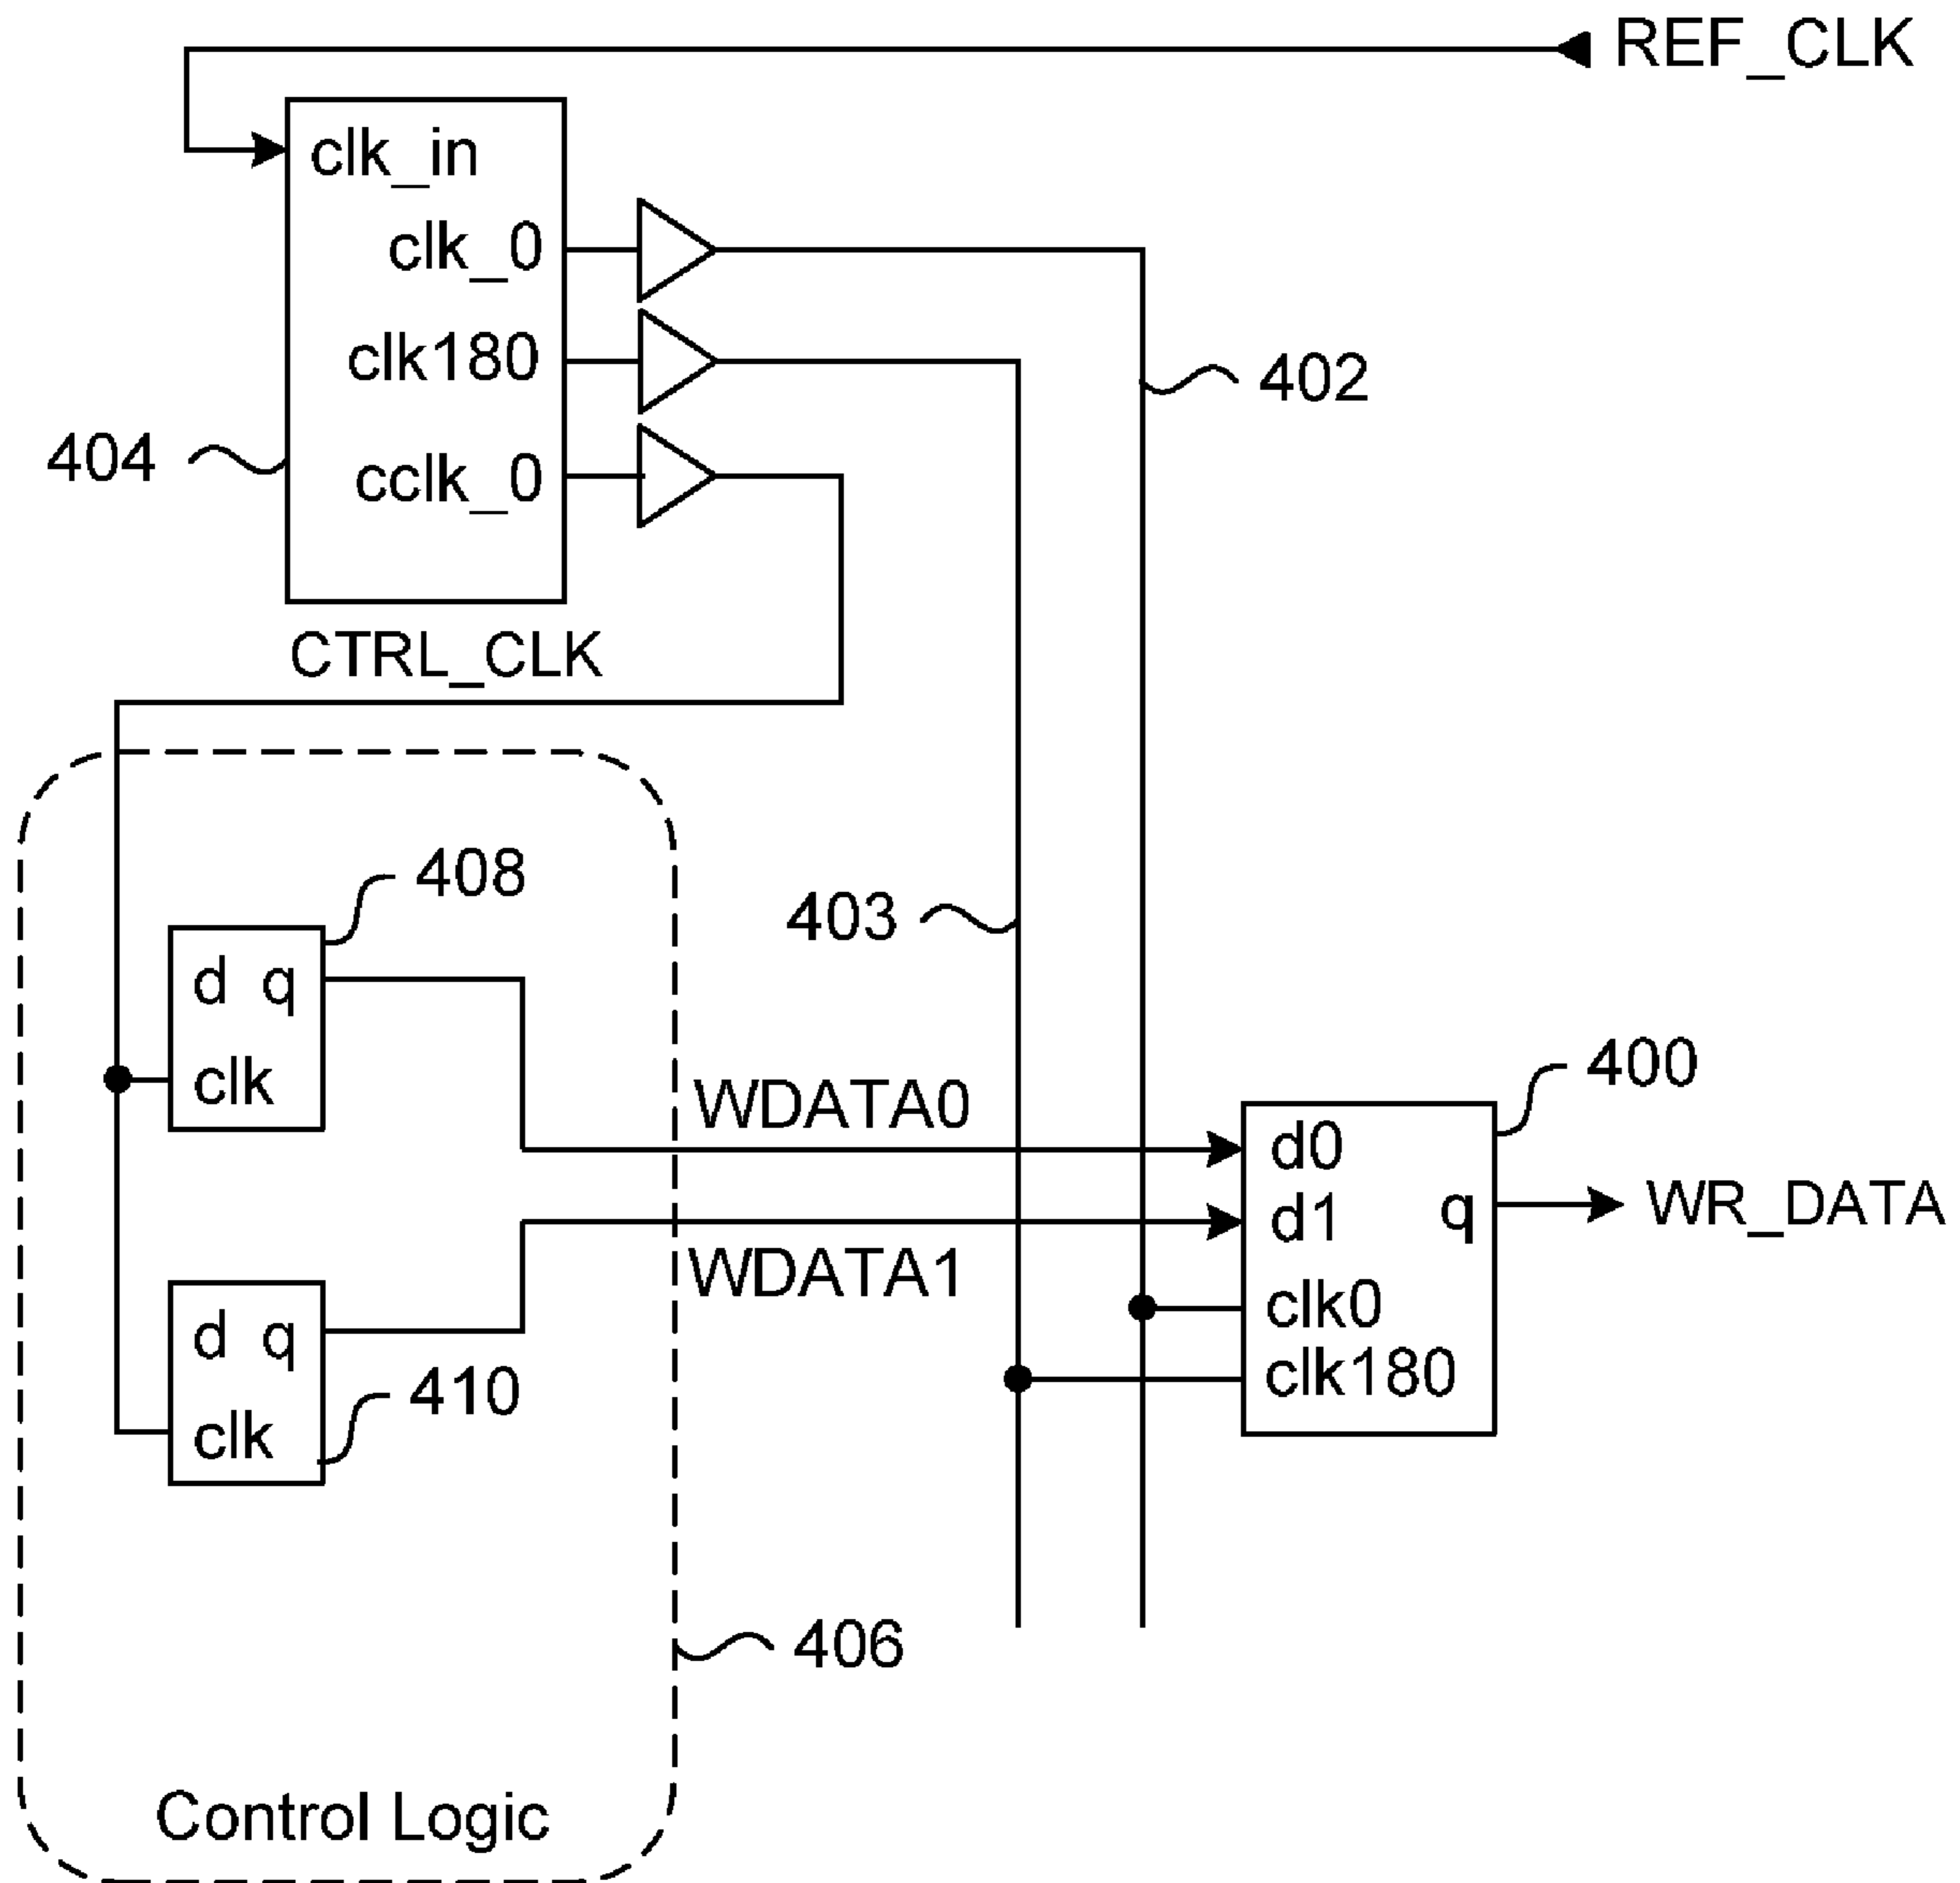 REF_CLK
clk_in
clk_0
clk180
402
404
cclk_0
CTRL_CLK
408
403
d q
clk
400
WDATA0
d0
d1
q
WR_DATA
WDATA1
clk0
d q
clk180
410
clk
406
Control Logic